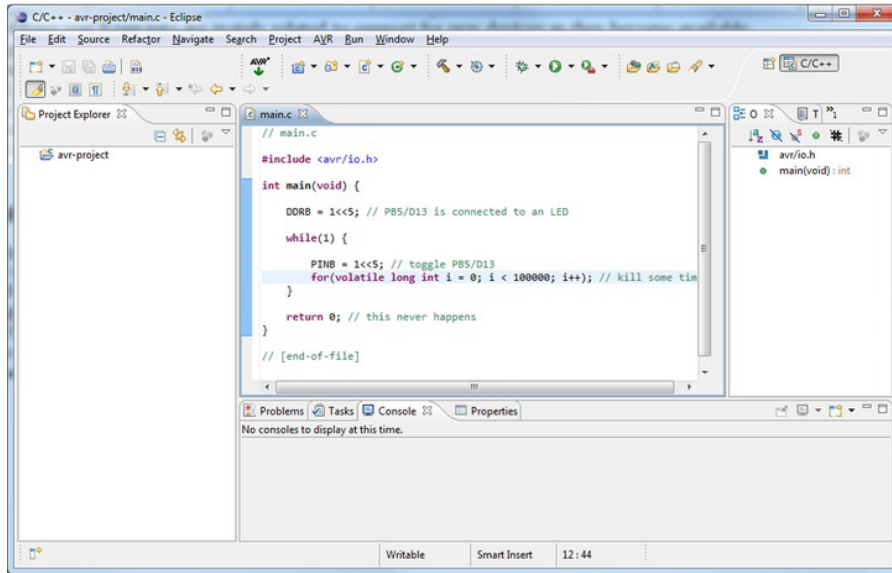 C/C++ - avr-project/main.c - Eclipse
File Edit Source Refactor Navigate Search Project AVR Run Window Help
AVR*
C/C++
Project Explorer
main.c
O T »1
avr-project
// main.c
#include <avr/io.h>
int main(void) {
DDRB = 1<<5; // PB5/D13 is connected to an LED
while(1) {
PINB = 1<<5; // toggle PB5/D13
for(volatile long int i = 0; i < 100000; i++); // kill some tim
}
return 0; // this never happens
}
// [end-of-file]
avr/io.h
main(void) : int
Problems Tasks Console Properties
No consoles to display at this time.
Writable Smart Insert 12 : 44